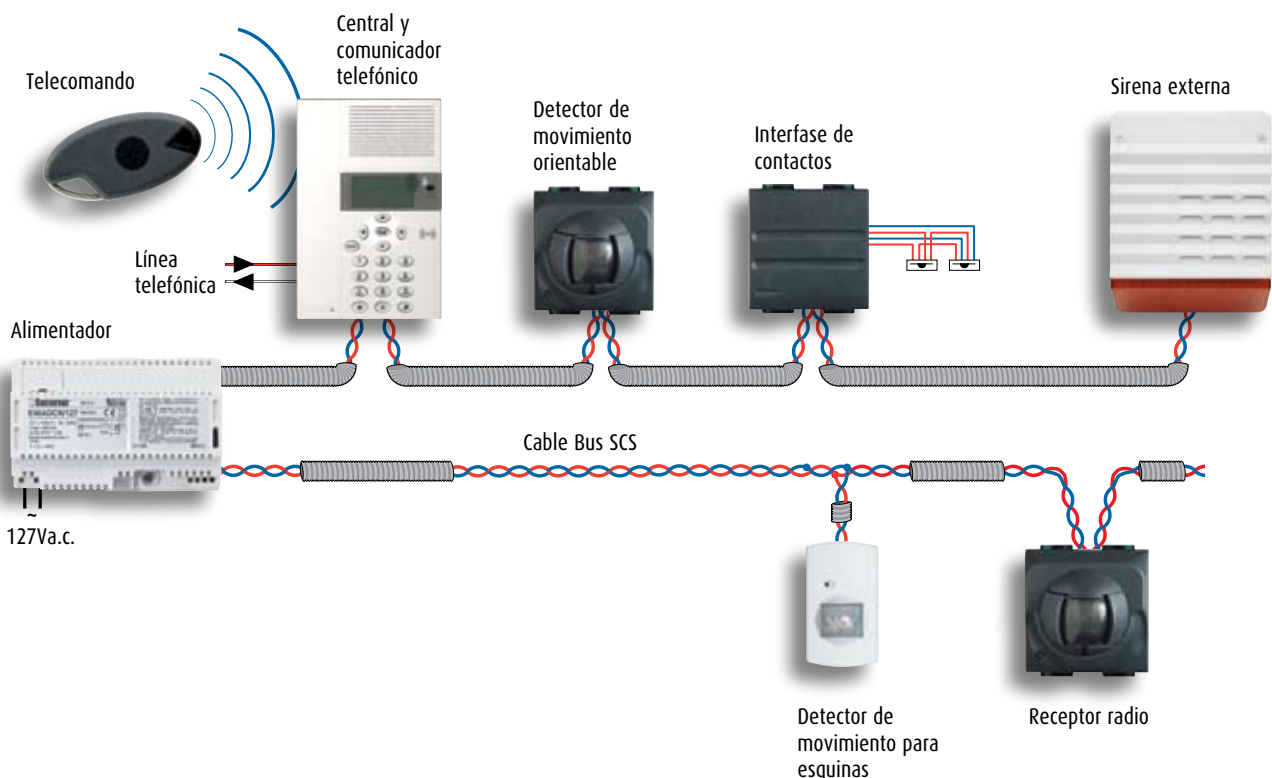 Central y
comunicador
telefónico
Telecomando
Detector de
movimiento
orientable
Interfase de
contactos
Sirena externa
Línea
telefónica
Alimentador
Cable Bus SCS
~
127Va.c.
Detector de
movimiento para
esquinas
Receptor radio